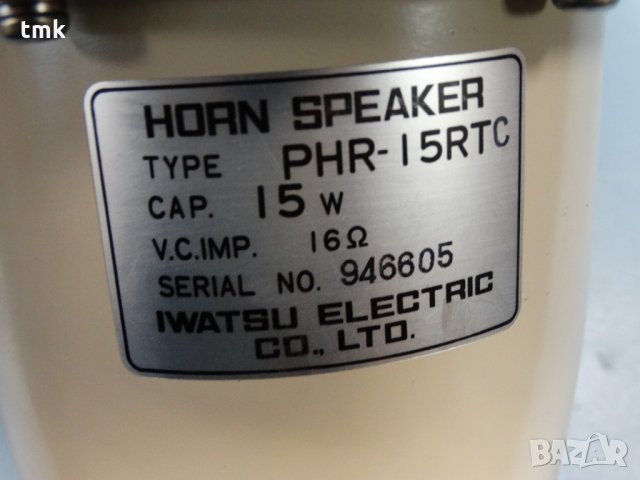 tmk
HORN SPEAKER
TYPE PHR-15RTC
CAP. 15 W
V.C.IMP. 16Ω
SERIAL NO. 946605
IWATSU ELECTRIC
CO., LTD.
BAZAR